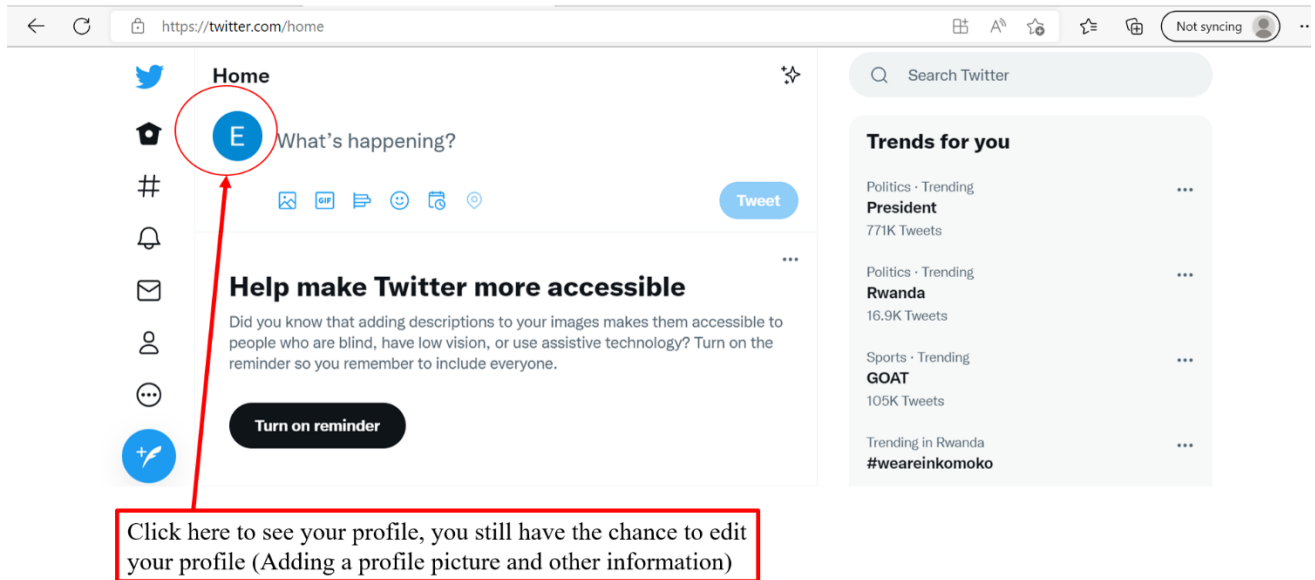 https://twitter.com/home
Not syncing
Home
Search Twitter
E
What's happening?
GIF
Tweet
Trends for you
Politics · Trending
President
771K Tweets
Politics · Trending
Rwanda
16.9K Tweets
Sports · Trending
GOAT
105K Tweets
Trending in Rwanda
#weareinkomoko
Help make Twitter more accessible
Did you know that adding descriptions to your images makes them accessible to
people who are blind, have low vision, or use assistive technology? Turn on the
reminder so you remember to include everyone.
Turn on reminder
Click here to see your profile, you still have the chance to edit
your profile (Adding a profile picture and other information)